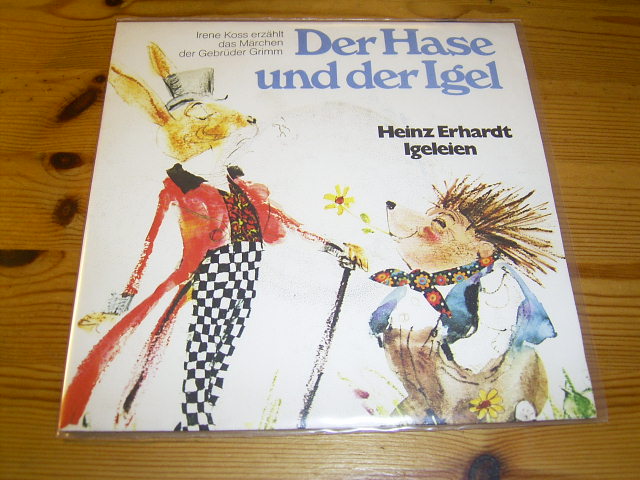 Irene Koss erzählt
das Märchen
der Gebrüder Grimm
Der Hase
und der Igel
Heinz Erhardt
Igeleien